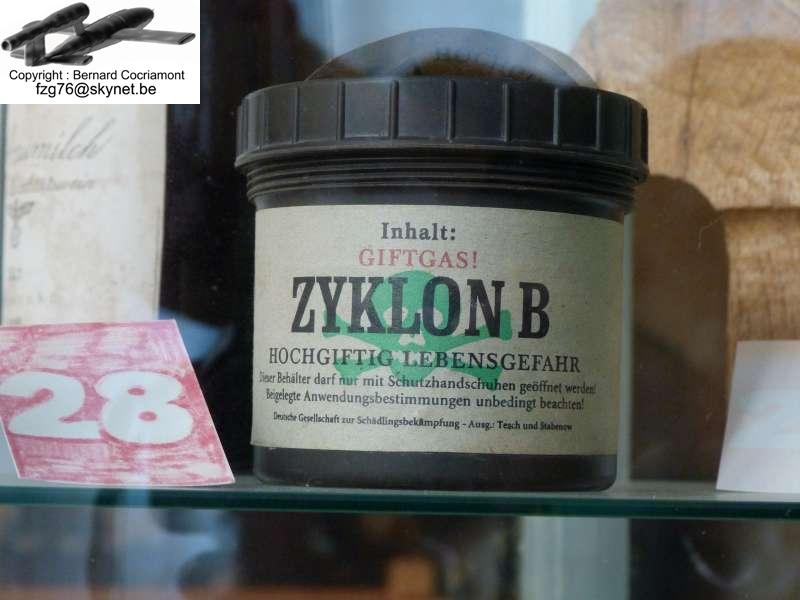 Copyright : Bernard Cocriamont
fzg76@skynet.be
Inhalt:
GIFTGAS!
ZYKLON B
HOCHGIFTIG LEBENSGEFAHR
Dieser Behälter darf nur mit Schutzhandschuhen geöffnet werden!
Beigelegte Anwendungsbestimmungen unbedingt beachten!
Deutsche Gesellschaft zur Schädlingsbekämpfung - Ausg.: Tesch und Stabenow
28